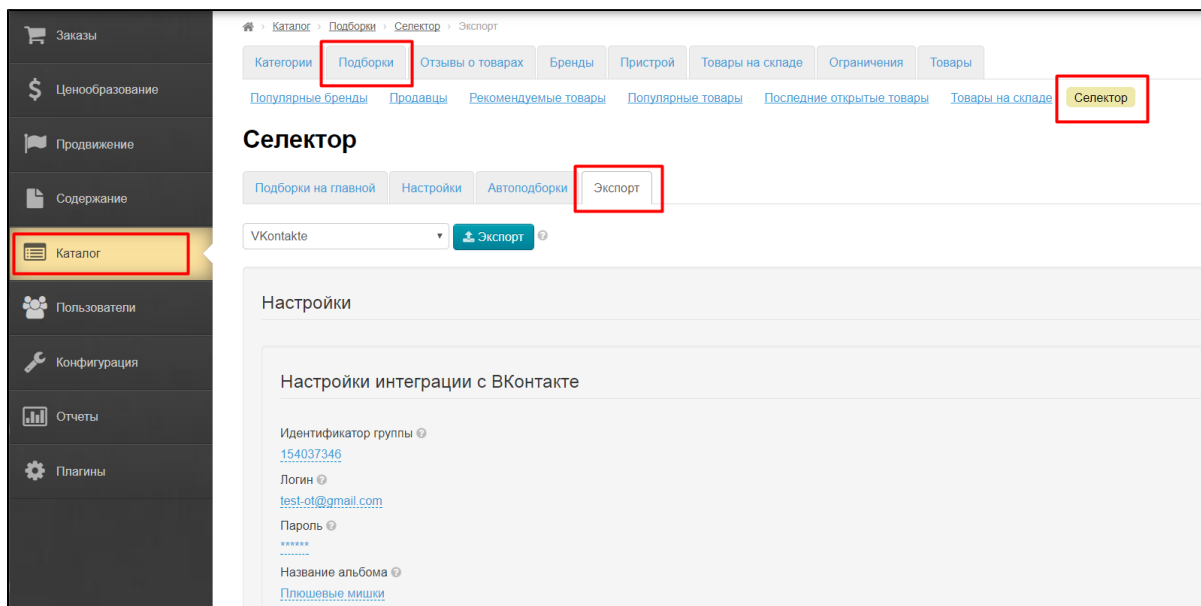 Каталог › Подборки › Селектор › Экспорт
Заказы
Ценообразование
Продвижение
Содержание
Каталог
Пользователи
Конфигурация
Отчеты
Плагины
Категории Подборки Отзывы о товарах Бренды Пристрой Товары на складе Ограничения Товары
Популярные бренды Продавцы Рекомендуемые товары Популярные товары Последние открытые товары Товары на складе Селектор
Селектор
Подборки на главной Настройки Автоподборки Экспорт
VKontakte Экспорт
Настройки
Настройки интеграции с ВКонтакте
Идентификатор группы
154037346
Логин
test-ot@gmail.com
Пароль
******
Название альбома
Плюшевые мишки